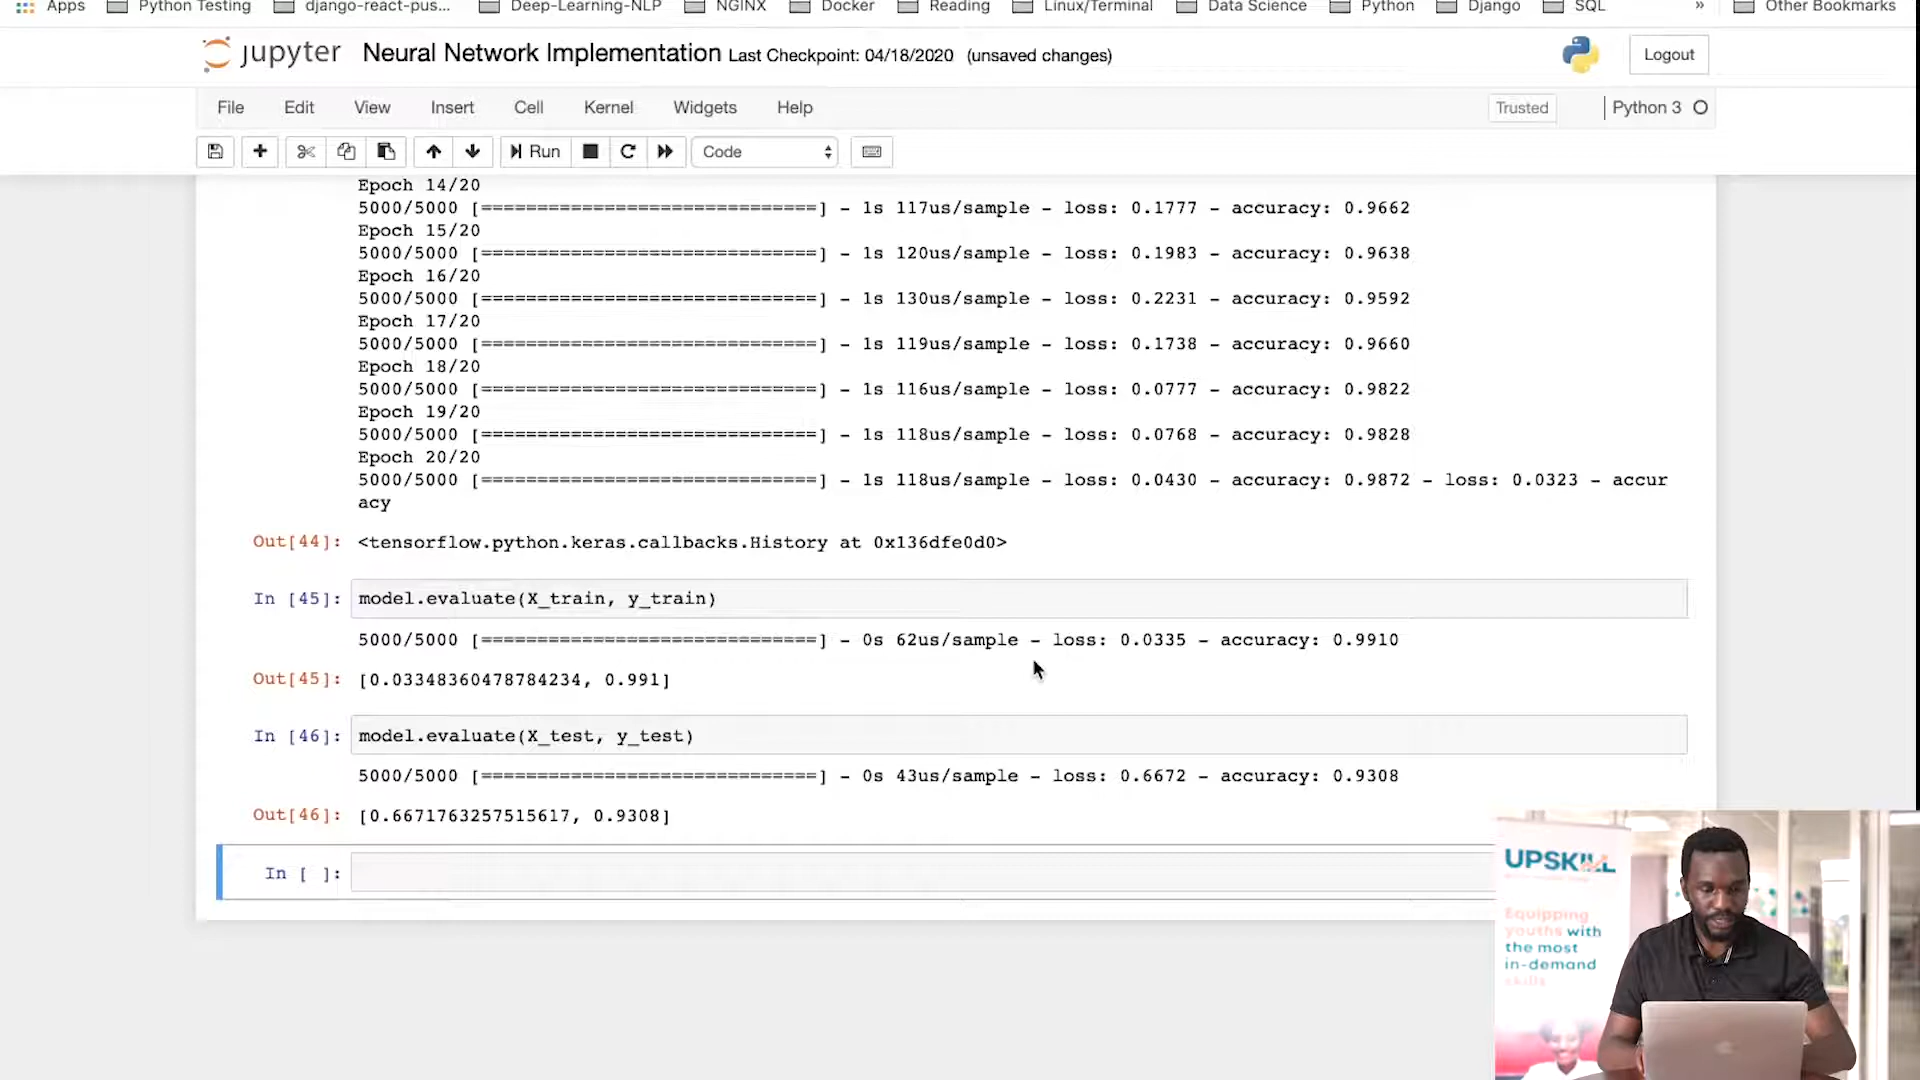 Apps Python Testing django-react-pus... Deep-Learning-NLP NGINX Docker Reading Linux/Terminal Data Science Python Django SQL » Other Bookmarks
jupyter Neural Network Implementation Last Checkpoint: 04/18/2020 (unsaved changes) Logout
File Edit View Insert Cell Kernel Widgets Help Trusted Python 3
Run Code
Epoch 14/20
5000/5000 [==============================] - 1s 117us/sample - loss: 0.1777 - accuracy: 0.9662
Epoch 15/20
5000/5000 [==============================] - 1s 120us/sample - loss: 0.1983 - accuracy: 0.9638
Epoch 16/20
5000/5000 [==============================] - 1s 130us/sample - loss: 0.2231 - accuracy: 0.9592
Epoch 17/20
5000/5000 [==============================] - 1s 119us/sample - loss: 0.1738 - accuracy: 0.9660
Epoch 18/20
5000/5000 [==============================] - 1s 116us/sample - loss: 0.0777 - accuracy: 0.9822
Epoch 19/20
5000/5000 [==============================] - 1s 118us/sample - loss: 0.0768 - accuracy: 0.9828
Epoch 20/20
5000/5000 [==============================] - 1s 118us/sample - loss: 0.0430 - accuracy: 0.9872 - loss: 0.0323 - accur
acy
Out[44]: <tensorflow.python.keras.callbacks.History at 0x136dfe0d0>
In [45]: model.evaluate(X_train, y_train)
5000/5000 [==============================] - 0s 62us/sample - loss: 0.0335 - accuracy: 0.9910
Out[45]: [0.03348360478784234, 0.991]
In [46]: model.evaluate(X_test, y_test)
5000/5000 [==============================] - 0s 43us/sample - loss: 0.6672 - accuracy: 0.9308
Out[46]: [0.6671763257515617, 0.9308]
In [ ]:
UPSKILL
Equipping
youths with
the most
in-demand
skills